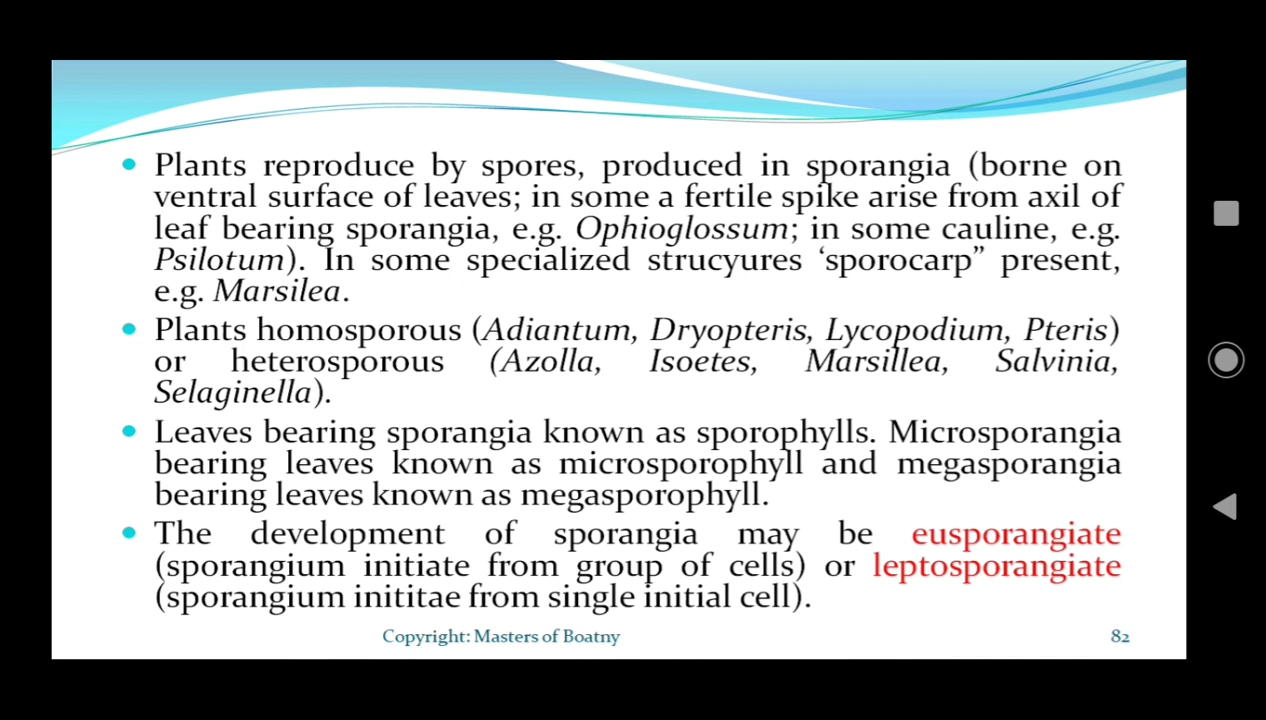 Plants reproduce by spores, produced in sporangia (borne on
ventral surface of leaves; in some a fertile spike arise from axil of
leaf bearing sporangia, e.g. Ophioglossum; in some cauline, e.g.
Psilotum). In some specialized strucyures ‘sporocarp” present,
e.g. Marsilea.
Plants homosporous (Adiantum, Dryopteris, Lycopodium, Pteris)
or heterosporous (Azolla, Isoetes, Marsillea, Salvinia,
Selaginella).
Leaves bearing sporangia known as sporophylls. Microsporangia
bearing leaves known as microsporophyll and megasporangia
bearing leaves known as megasporophyll.
The development of sporangia may be eusporangiate
(sporangium initiate from group of cells) or leptosporangiate
(sporangium inititae from single initial cell).
Copyright: Masters of Boatny 82